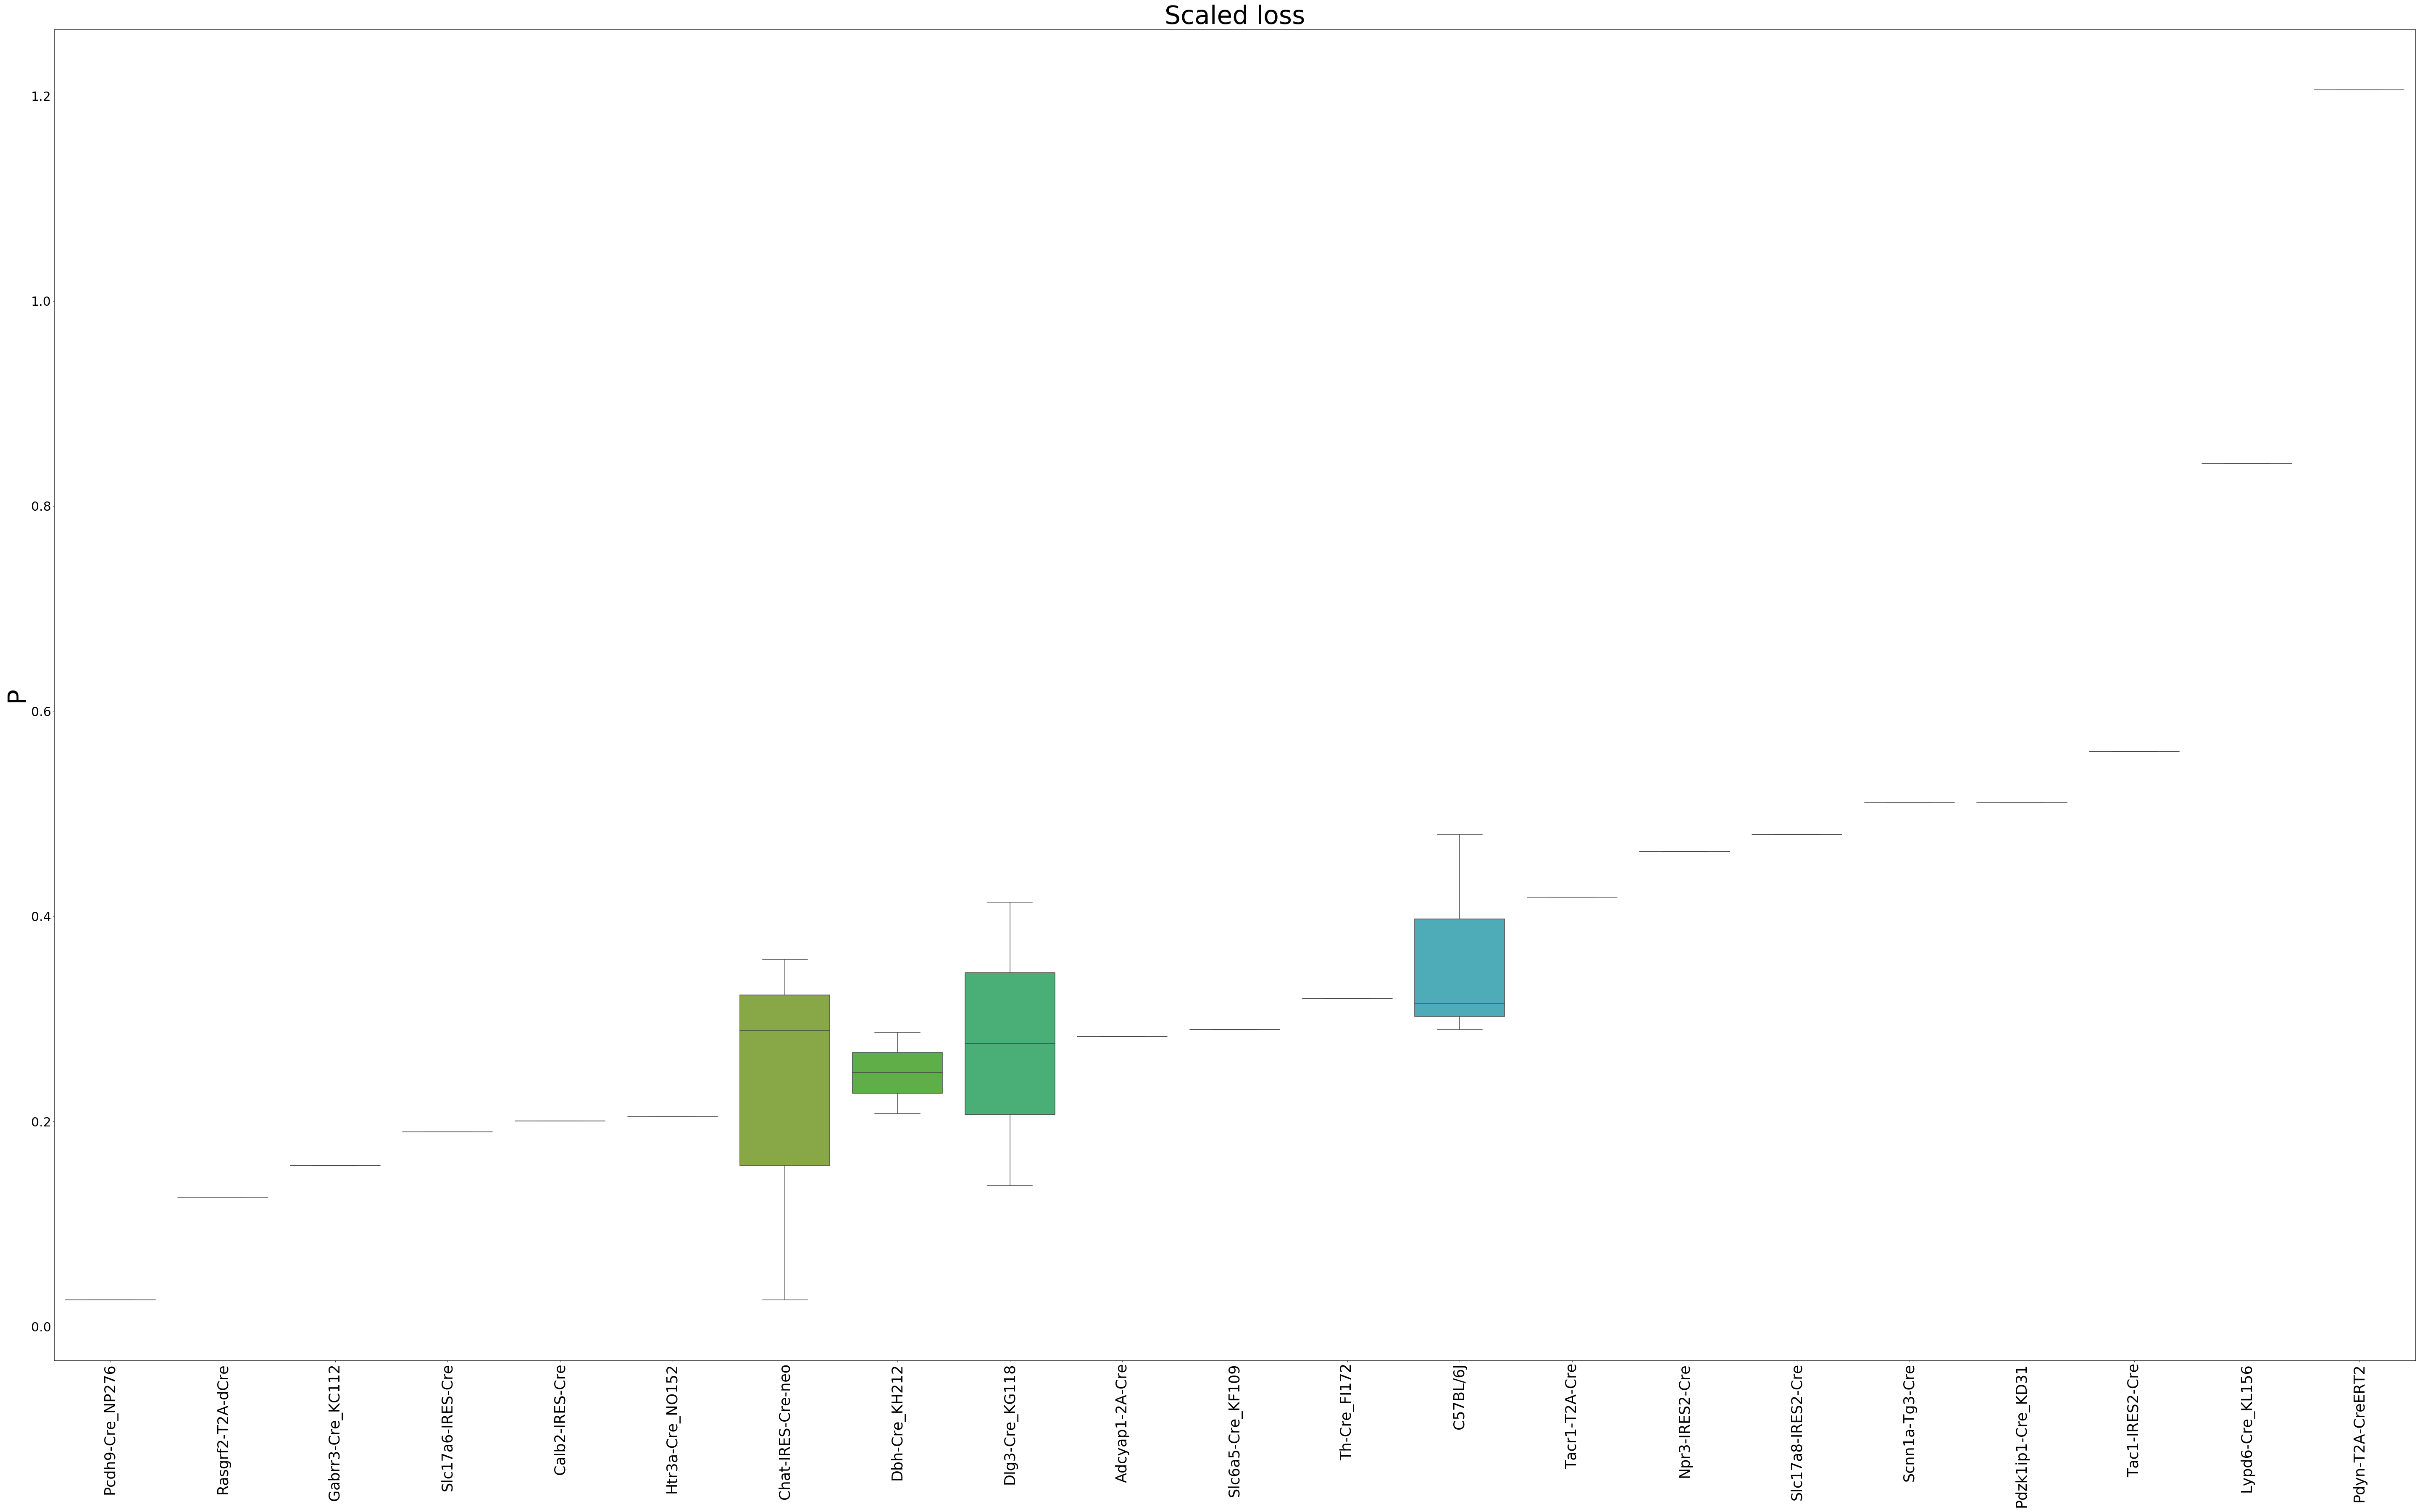 Scaled loss
P
1.2
1.0
0.8
0.6
0.4
0.2
0.0
Pcdh9-Cre_NP276
Rasgrf2-T2A-dCre
Gabrr3-Cre_KC112
Slc17a6-IRES-Cre
Calb2-IRES-Cre
Htr3a-Cre_NO152
Chat-IRES-Cre-neo
Dbh-Cre_KH212
Dlg3-Cre_KG118
Adcyap1-2A-Cre
Slc6a5-Cre_KF109
Th-Cre_FI172
C57BL/6J
Tacr1-T2A-Cre
Npr3-IRES2-Cre
Slc17a8-IRES2-Cre
Scnn1a-Tg3-Cre
Pdzk1ip1-Cre_KD31
Tac1-IRES2-Cre
Lypd6-Cre_KL156
Pdyn-T2A-CreERT2